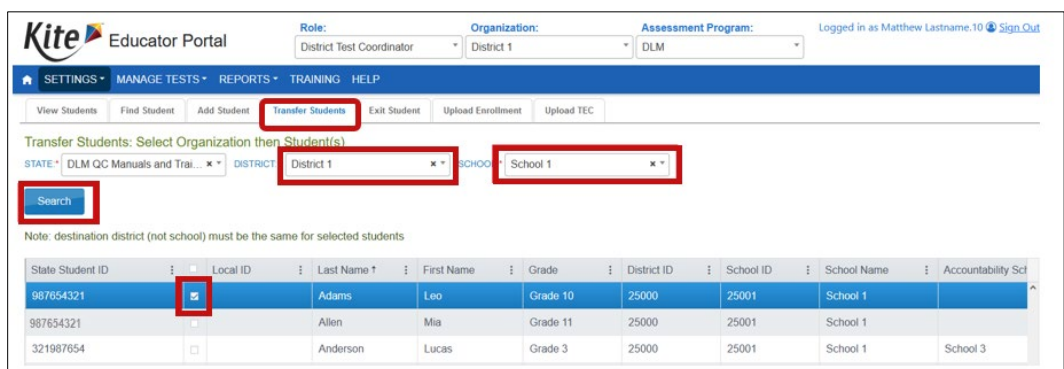 Kite Educator Portal
Role: Organization: Assessment Program:
District Test Coordinator District 1 DLM
Logged in as Matthew Lastname.10 Sign Out
SETTINGS MANAGE TESTS REPORTS TRAINING HELP
View Students Find Student Add Student Transfer Students Exit Student Upload Enrollment Upload TEC
Transfer Students: Select Organization then Student(s)
STATE:* DLM QC Manuals and Trai... DISTRICT: District 1 SCHOOL:* School 1
Search
Note: destination district (not school) must be the same for selected students
State Student ID Local ID Last Name ↑ First Name Grade District ID School ID School Name Accountability Sch
987654321 Adams Leo Grade 10 25000 25001 School 1
987654321 Allen Mia Grade 11 25000 25001 School 1
321987654 Anderson Lucas Grade 3 25000 25001 School 1 School 3